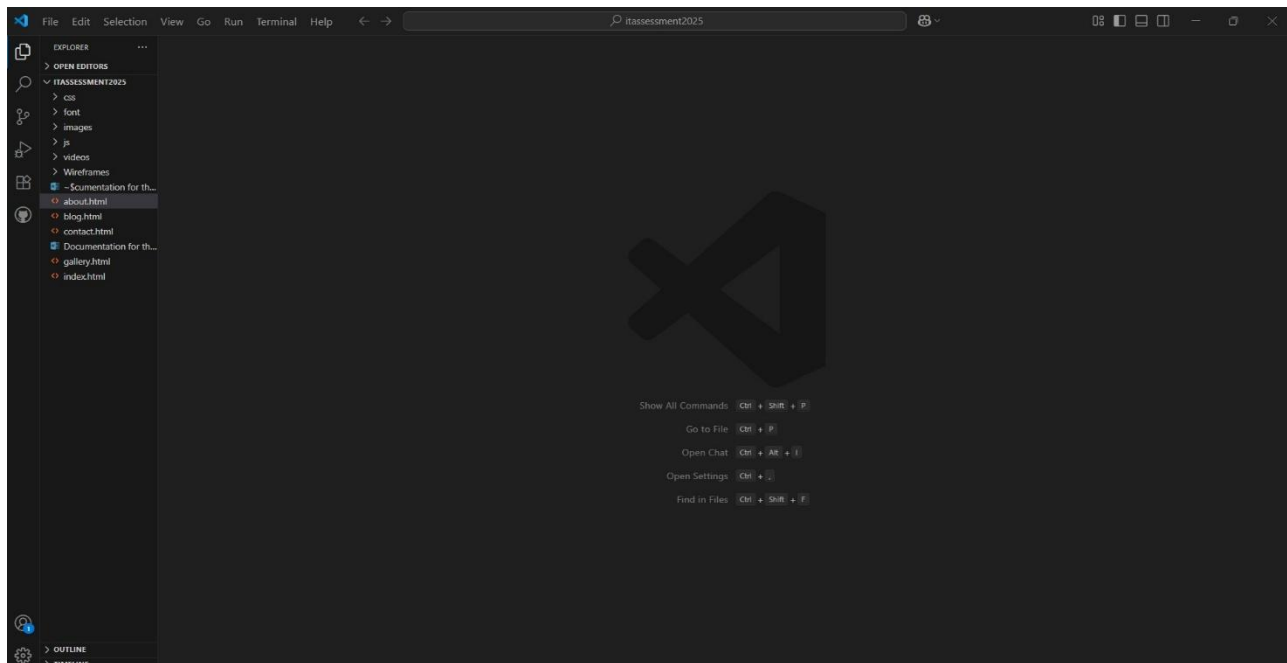 File Edit Selection View Go Run Terminal Help itassessment2025
EXPLORER
OPEN EDITORS
ITASSESSMENT2025
css
font
images
js
videos
Wireframes
~$cumentation for th...
about.html
blog.html
contact.html
Documentation for th...
gallery.html
index.html
Show All Commands Ctrl + Shift + P
Go to File Ctrl + P
Open Chat Ctrl + Alt + I
Open Settings Ctrl + ,
Find in Files Ctrl + Shift + F
1
OUTLINE
TIMELINE